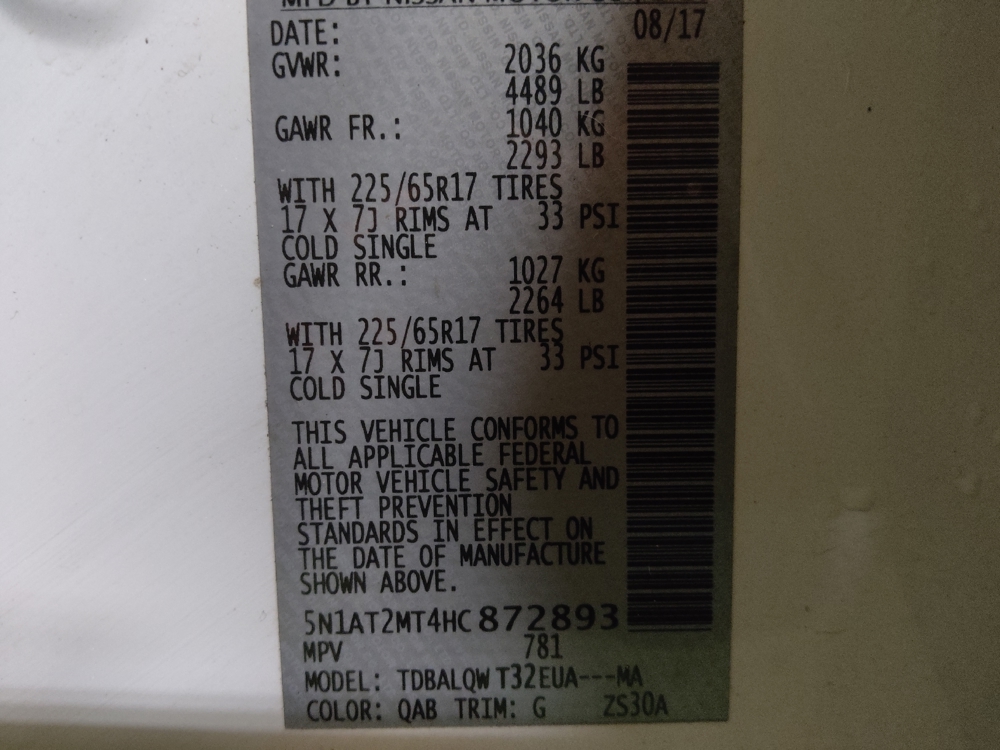 MFD BY NISSAN MOTOR
DATE: 08/17
GVWR: 2036 KG
4489 LB
GAWR FR.: 1040 KG
2293 LB
WITH 225/65R17 TIRES
17 X 7J RIMS AT 33 PSI
COLD SINGLE
GAWR RR.: 1027 KG
2264 LB
WITH 225/65R17 TIRES
17 X 7J RIMS AT 33 PSI
COLD SINGLE
THIS VEHICLE CONFORMS TO
ALL APPLICABLE FEDERAL
MOTOR VEHICLE SAFETY AND
THEFT PREVENTION
STANDARDS IN EFFECT ON
THE DATE OF MANUFACTURE
SHOWN ABOVE.
5N1AT2MT4HC872893
MPV 781
MODEL: TDBALQW T32EUA---MA
COLOR: QAB TRIM: G ZS30A